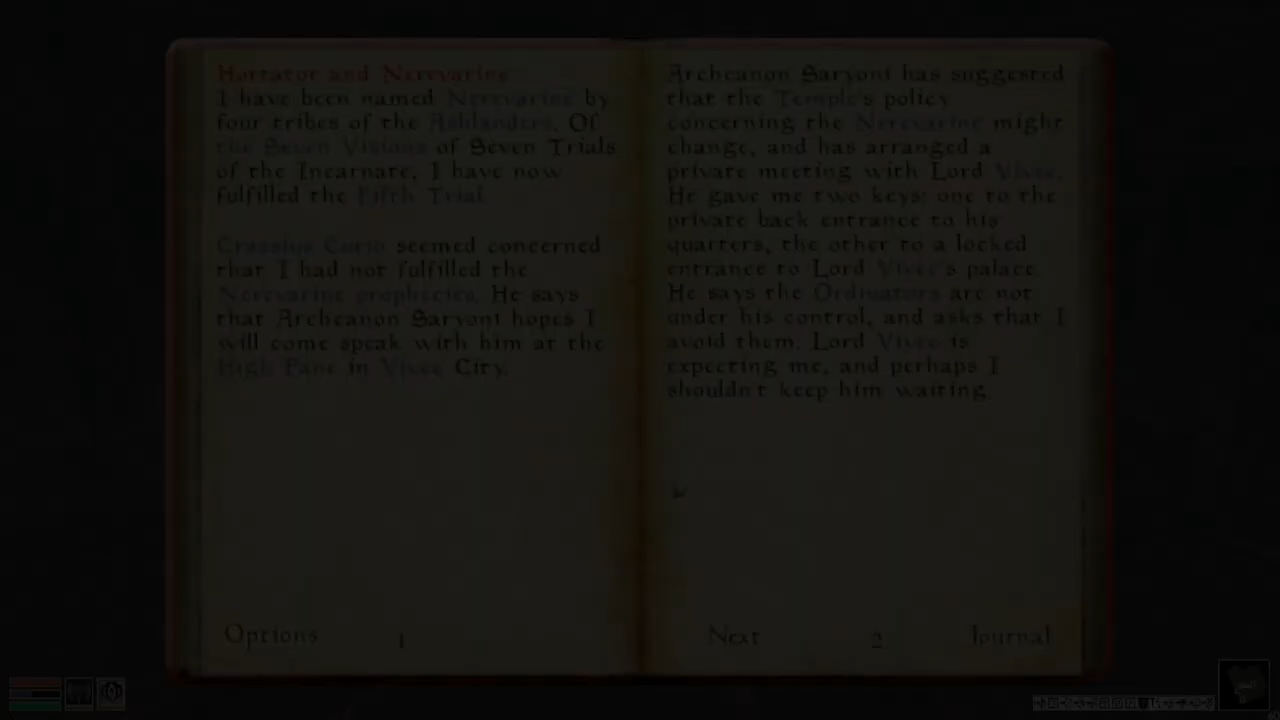 Hortator and Nerevarine
I have been named Nerevarine by
four tribes of the Ashlanders. Of
the Seven Visions of Seven Trials
of the Incarnate, I have now
fulfilled the Fifth Trial.
Crassius Curio seemed concerned
that I had not fulfilled the
Nerevarine prophecies. He says
that Archcanon Saryoni hopes I
will come speak with him at the
High Fane in Vivec City.
Options
1
Archcanon Saryoni has suggested
that the Temple's policy
concerning the Nerevarine might
change, and has arranged a
private meeting with Lord Vivec.
He gave me two keys: one to the
private back entrance to his
quarters, the other to a locked
entrance to Lord Vivec's palace.
He says the Ordinators are not
under his control, and asks that I
avoid them. Lord Vivec is
expecting me, and perhaps I
shouldn't keep him waiting.
Next
2
Journal